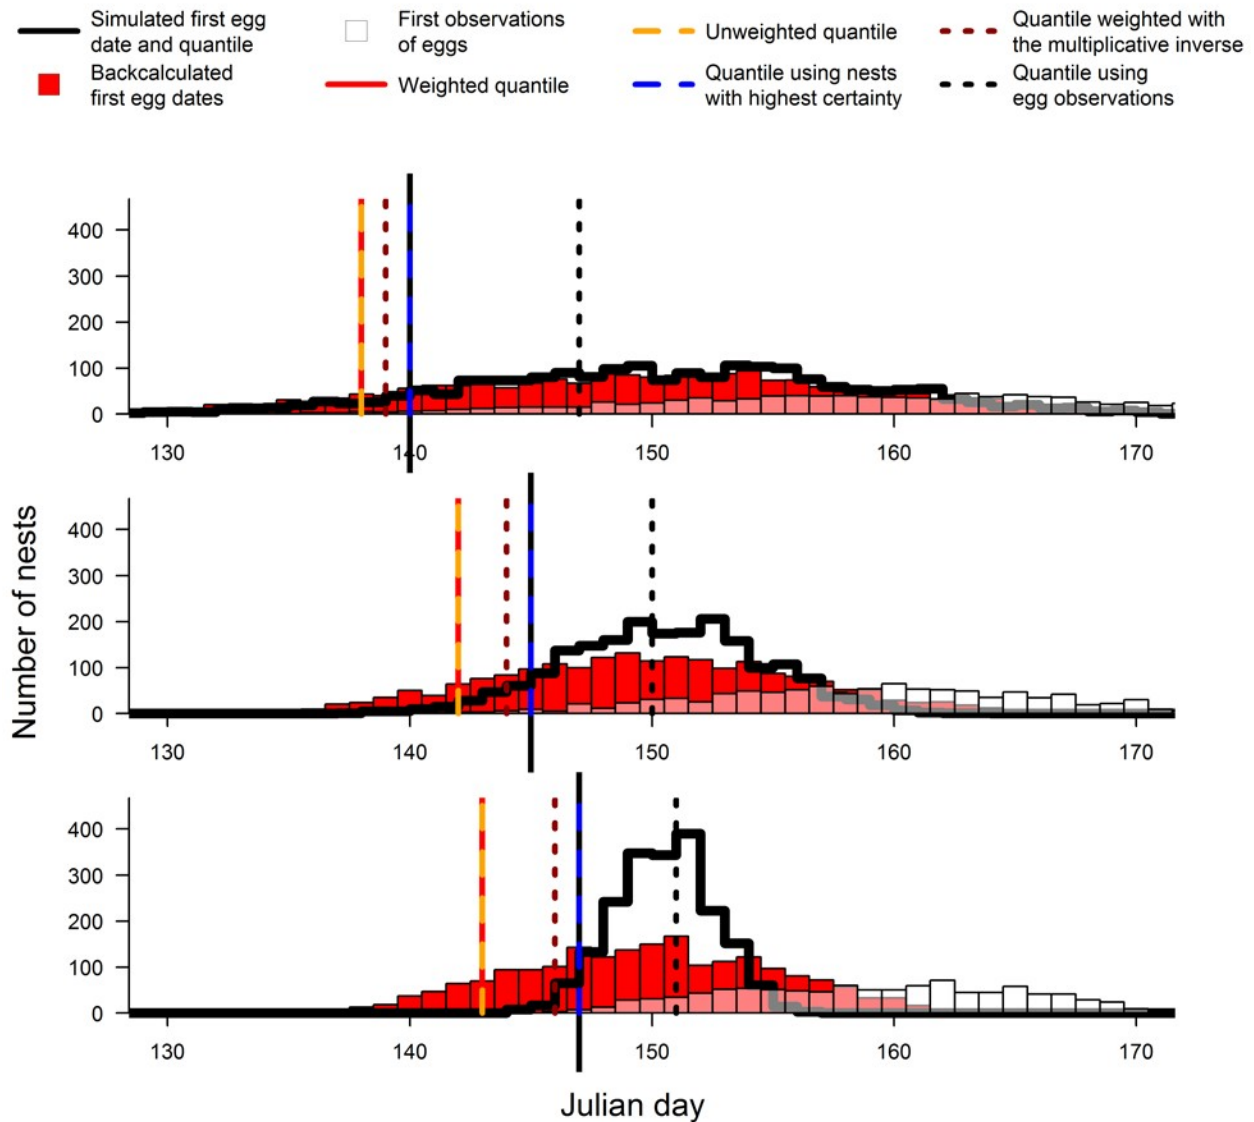 Simulated first egg
date and quantile
Backcalculated
first egg dates
First observations
of eggs
Weighted quantile
Unweighted quantile
Quantile using nests
with highest certainty
Quantile weighted with
the multiplicative inverse
Quantile using
egg observations
Number of nests
400
300
200
100
0
130 140 150 160 170
400
300
200
100
0
130 140 150 160 170
400
300
200
100
0
130 140 150 160 170
Julian day